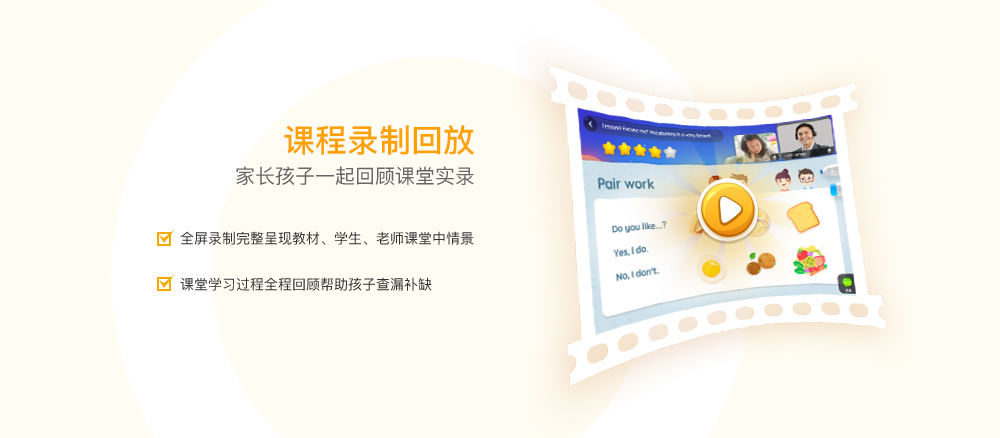 课程录制回放
家长孩子一起回顾课堂实录
全屏录制完整呈现教材、学生、老师课堂中情景
课堂学习过程全程回顾帮助孩子查漏补缺
Pair work
Do you like...?
Yes, I do.
No, I don't.